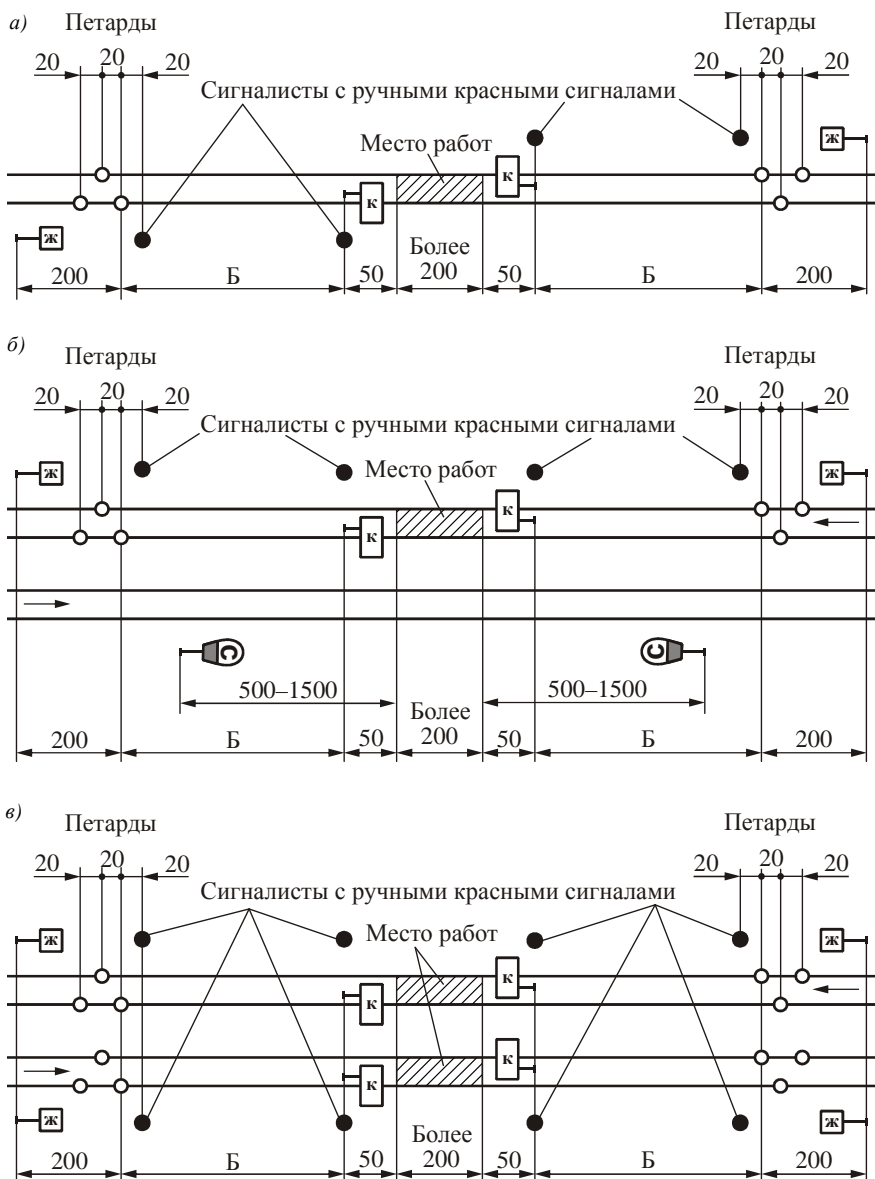 а)
Петарды
Петарды
20 20 20
20 20 20
Сигналисты с ручными красными сигналами
Место работ
ж
к
к
ж
200
Б
50
Более
200
50
Б
200
б)
Петарды
Петарды
20 20 20
20 20 20
Сигналисты с ручными красными сигналами
ж
Место работ
ж
к
к
С
С
500–1500
500–1500
200
Б
50
Более
200
50
Б
200
в)
Петарды
Петарды
20 20 20
20 20 20
Сигналисты с ручными красными сигналами
ж
Место работ
ж
к
к
к
к
ж
ж
200
Б
50
Более
200
50
Б
200